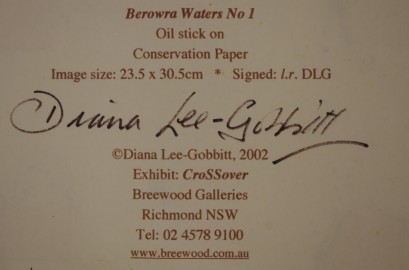 Berowra Waters No 1
Oil stick on
Conservation Paper
Image size: 23.5 x 30.5cm * Signed: l.r. DLG
Diana Lee-Gobbitt
©Diana Lee-Gobbitt, 2002
Exhibit: CroSSover
Breewood Galleries
Richmond NSW
Tel: 02 4578 9100
www.breewood.com.au